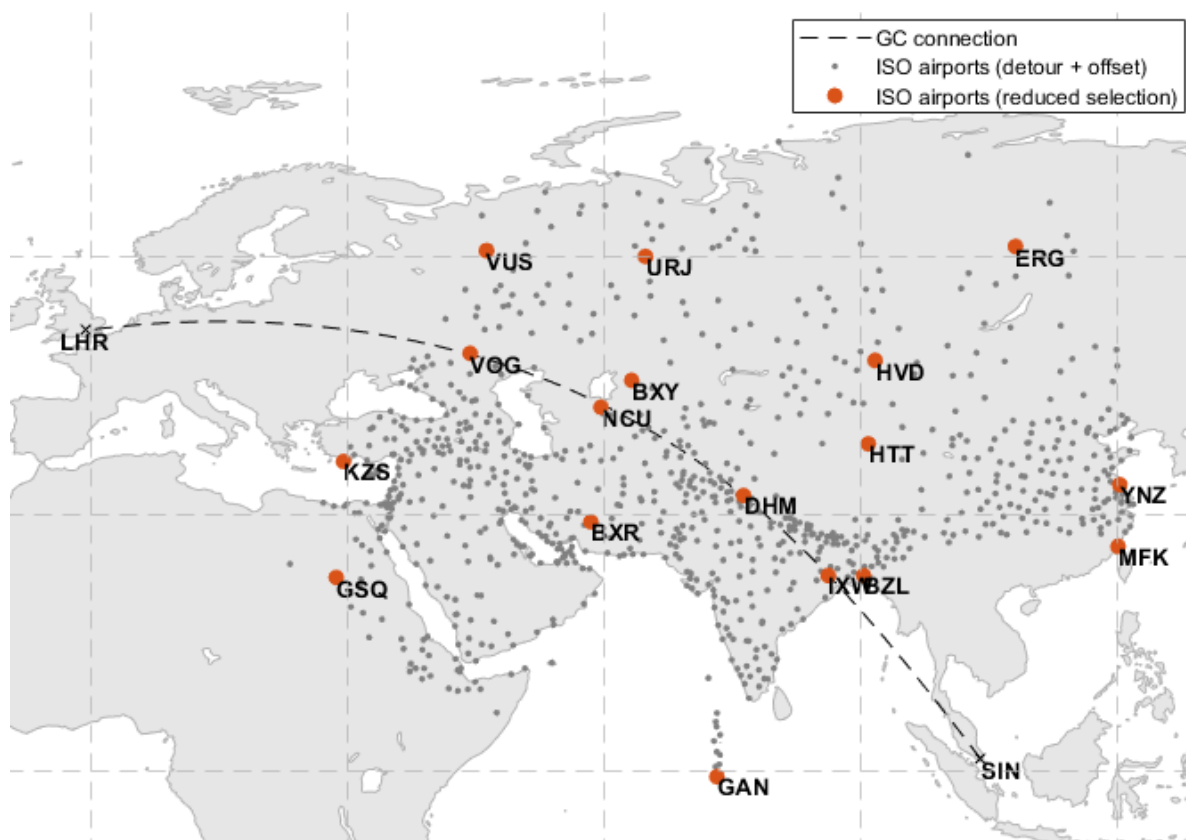 GC connection
ISO airports (detour + offset)
ISO airports (reduced selection)
VUS
URJ
ERG
LHR
VOG
HVD
BXY
NCU
HTT
KZS
YNZ
DHM
BXR
MFK
GSQ
IXW
BZL
SIN
GAN